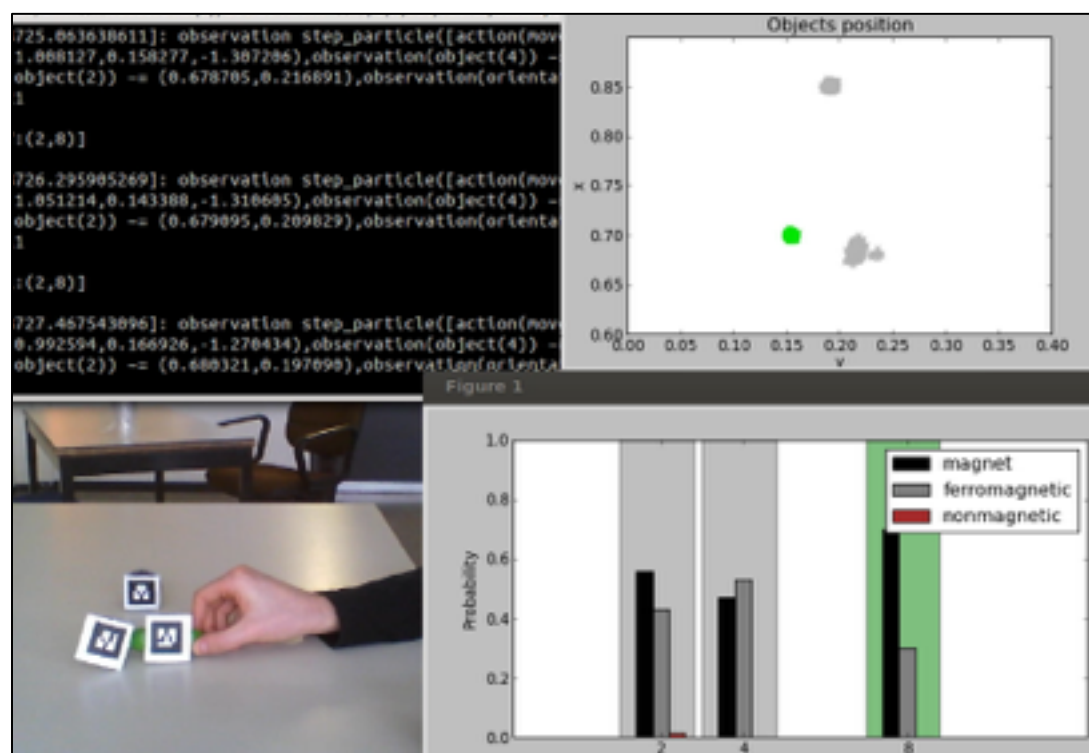 8725.063638611]: observation step_particle([action(mov
1.008127,0.158277,-1.307206),observation(object(4)) ~
object(2)) ~= (0.678705,0.216891),observation(orienta
1
:(2,8)]
8726.295905269]: observation step_particle([action(mov
1.051214,0.143388,-1.310605),observation(object(4)) ~
object(2)) ~= (0.679095,0.209829),observation(orienta
1
:(2,8)]
8727.467543096]: observation step_particle([action(mov
0.992594,0.166926,-1.270434),observation(object(4)) ~
object(2)) ~= (0.680321,0.197090),observation(orienta
Objects position
0.85
0.80
x 0.75
0.70
0.65
0.60
0.00 0.05 0.10 0.15 0.20 0.25 0.30 0.35 0.40
y
Figure 1
1.0
0.8
0.6
0.4
0.2
0.0
Probability
magnet
ferromagnetic
nonmagnetic
2 4 8